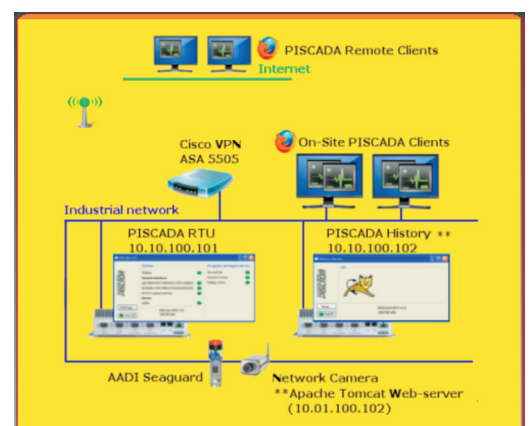 PISCADA Remote Clients
Internet
Cisco VPN
ASA 5505
On-Site PISCADA Clients
Industrial network
PISCADA RTU
10.10.100.101
PISCADA History **
10.10.100.102
PISCADA
PISCADA
AADI Seaguard
Network Camera
**Apache Tomcat Web-server
(10.01.100.102)